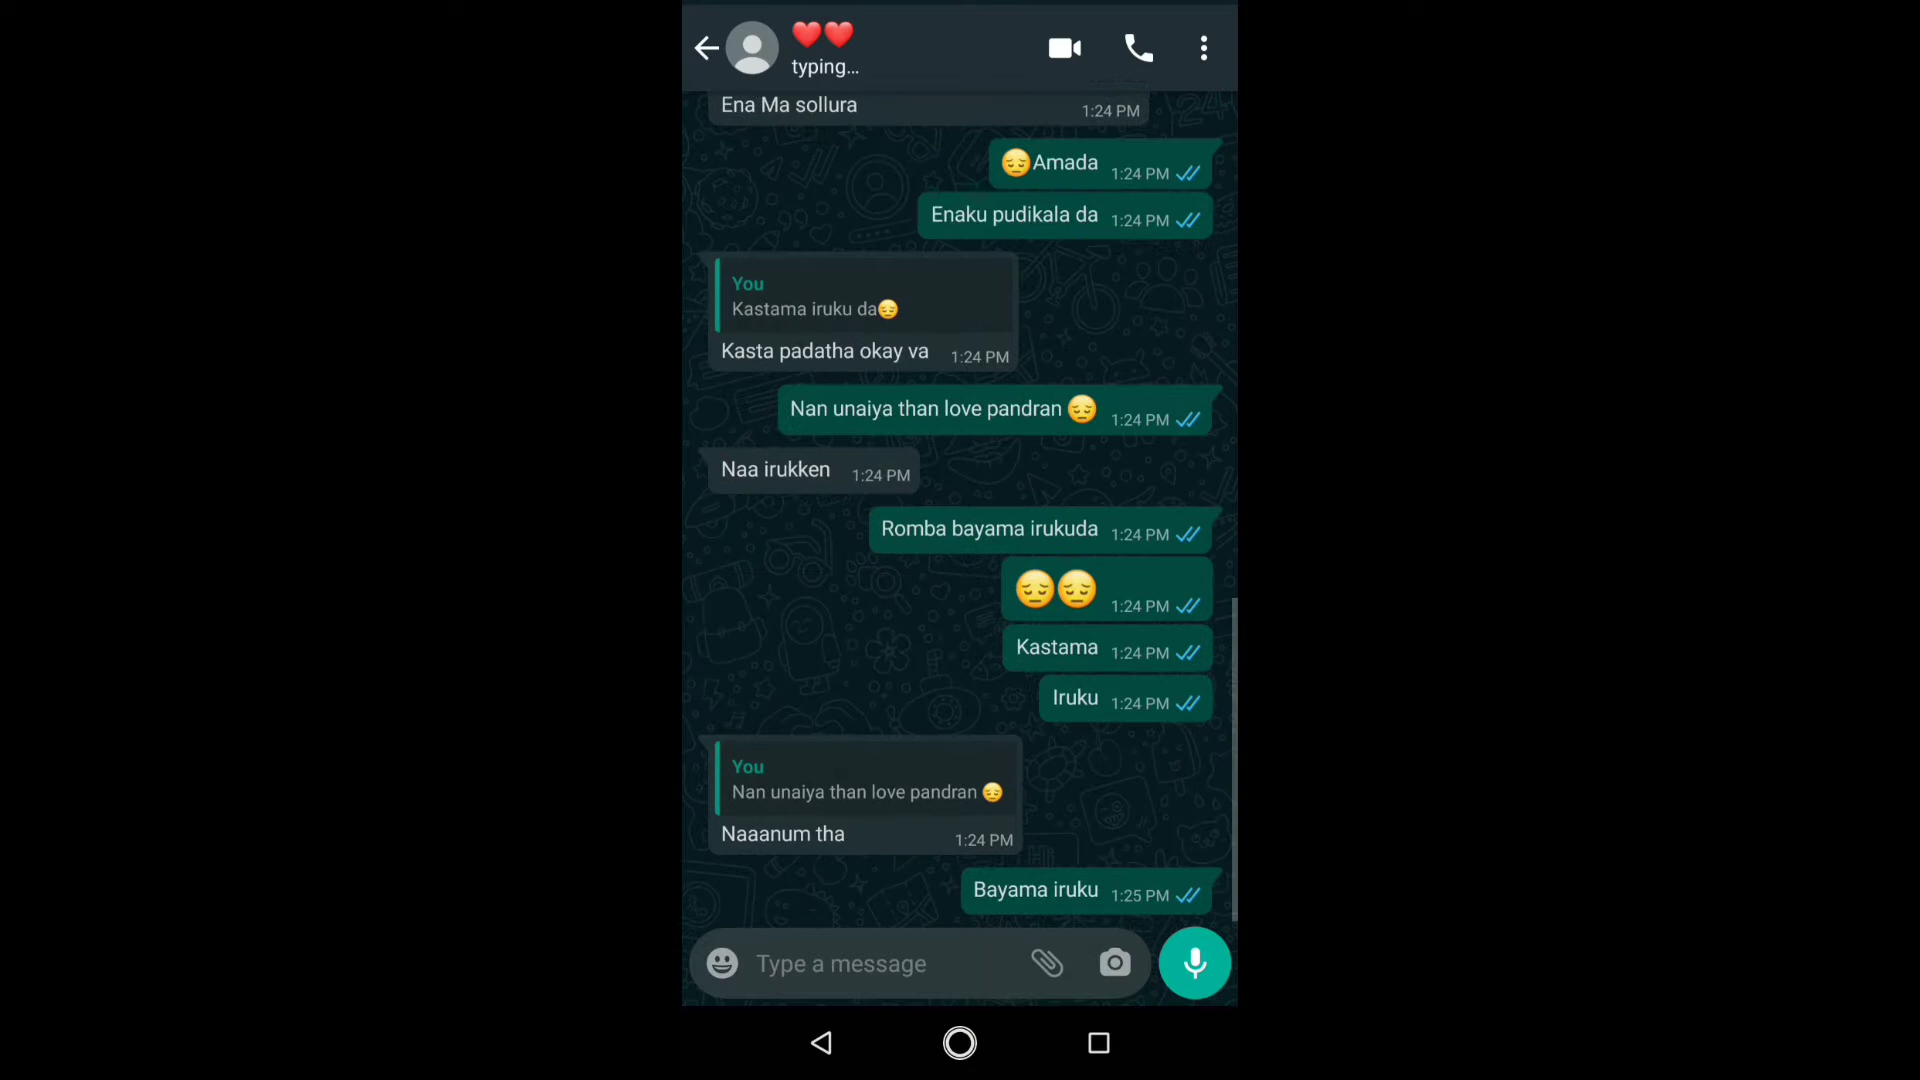 ❤️❤️
typing...
Ena Ma sollura
1:24 PM
😔Amada 1:24 PM
Enaku pudikala da 1:24 PM
You
Kastama iruku da😔
Kasta padatha okay va 1:24 PM
Nan unaiya than love pandran 😔 1:24 PM
Naa irukken 1:24 PM
Romba bayama irukuda 1:24 PM
😔😔 1:24 PM
Kastama 1:24 PM
Iruku 1:24 PM
You
Nan unaiya than love pandran 😔
Naaanum tha 1:24 PM
Bayama iruku 1:25 PM
Type a message